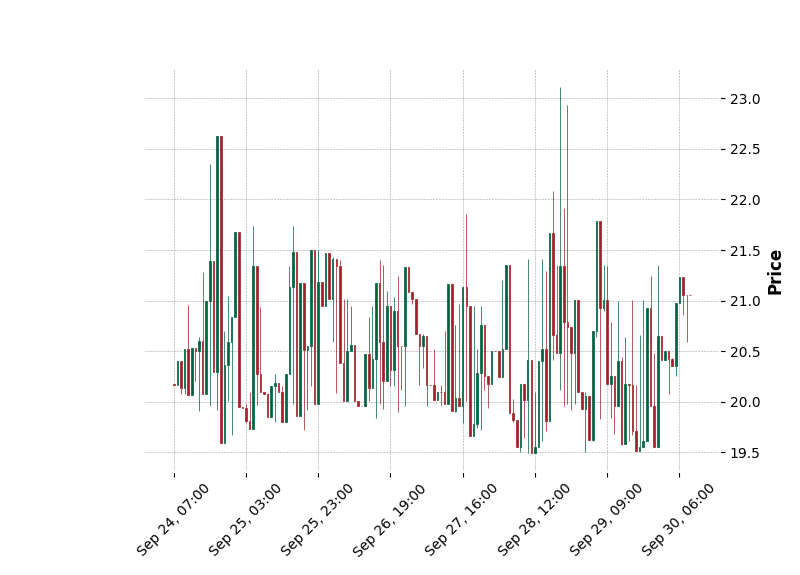 23.0
22.5
22.0
21.5
21.0
20.5
20.0
19.5
Price
Sep 24, 07:00
Sep 25, 03:00
Sep 25, 23:00
Sep 26, 19:00
Sep 27, 16:00
Sep 28, 12:00
Sep 29, 09:00
Sep 30, 06:00